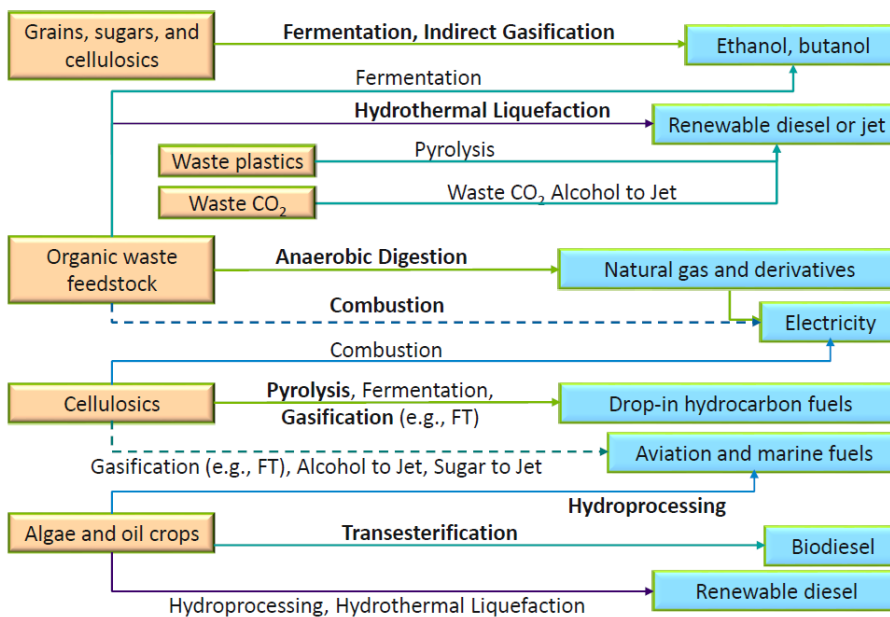 Grains, sugars, and
cellulosics
Fermentation, Indirect Gasification
Ethanol, butanol
Fermentation
Hydrothermal Liquefaction
Renewable diesel or jet
Waste plastics
Pyrolysis
Waste CO₂
Waste CO₂ Alcohol to Jet
Organic waste
feedstock
Anaerobic Digestion
Natural gas and derivatives
Combustion
Electricity
Combustion
Cellulosics
Pyrolysis, Fermentation,
Gasification (e.g., FT)
Drop-in hydrocarbon fuels
Gasification (e.g., FT), Alcohol to Jet, Sugar to Jet
Aviation and marine fuels
Hydroprocessing
Algae and oil crops
Transesterification
Biodiesel
Renewable diesel
Hydroprocessing, Hydrothermal Liquefaction